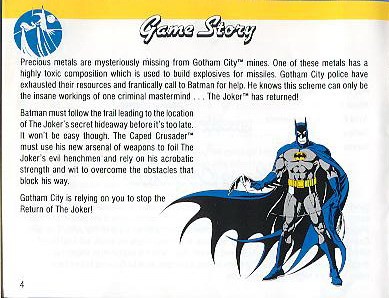 Game Story
Precious metals are mysteriously missing from Gotham City™ mines. One of these metals has a
highly toxic composition which is used to build explosives for missiles. Gotham City police have
exhausted their resources and frantically call to Batman for help. He knows this scheme can only be
the insane workings of one criminal mastermind . . . The Joker™ has returned!
Batman must follow the trail leading to the location
of The Joker's secret hideaway before it's too late.
It won't be easy though. The Caped Crusader™
must use his new arsenal of weapons to foil The
Joker's evil henchmen and rely on his acrobatic
strength and wit to overcome the obstacles that
block his way.
Gotham City is relying on you to stop the
Return of The Joker!
4